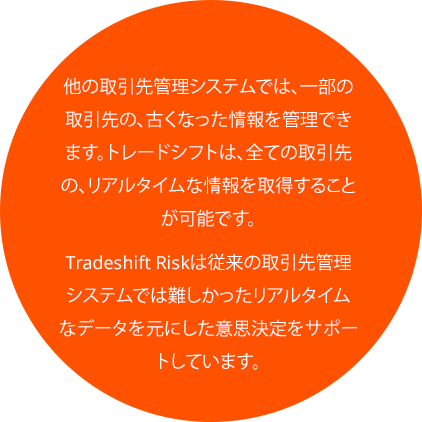 他の取引先管理システムでは、一部の
取引先の、古くなった情報を管理でき
ます。トレードシフトは、全ての取引先
の、リアルタイムな情報を取得すること
が可能です。
Tradeshift Riskは従来の取引先管理
システムでは難しかったリアルタイム
なデータを元にした意思決定をサポー
トしています。